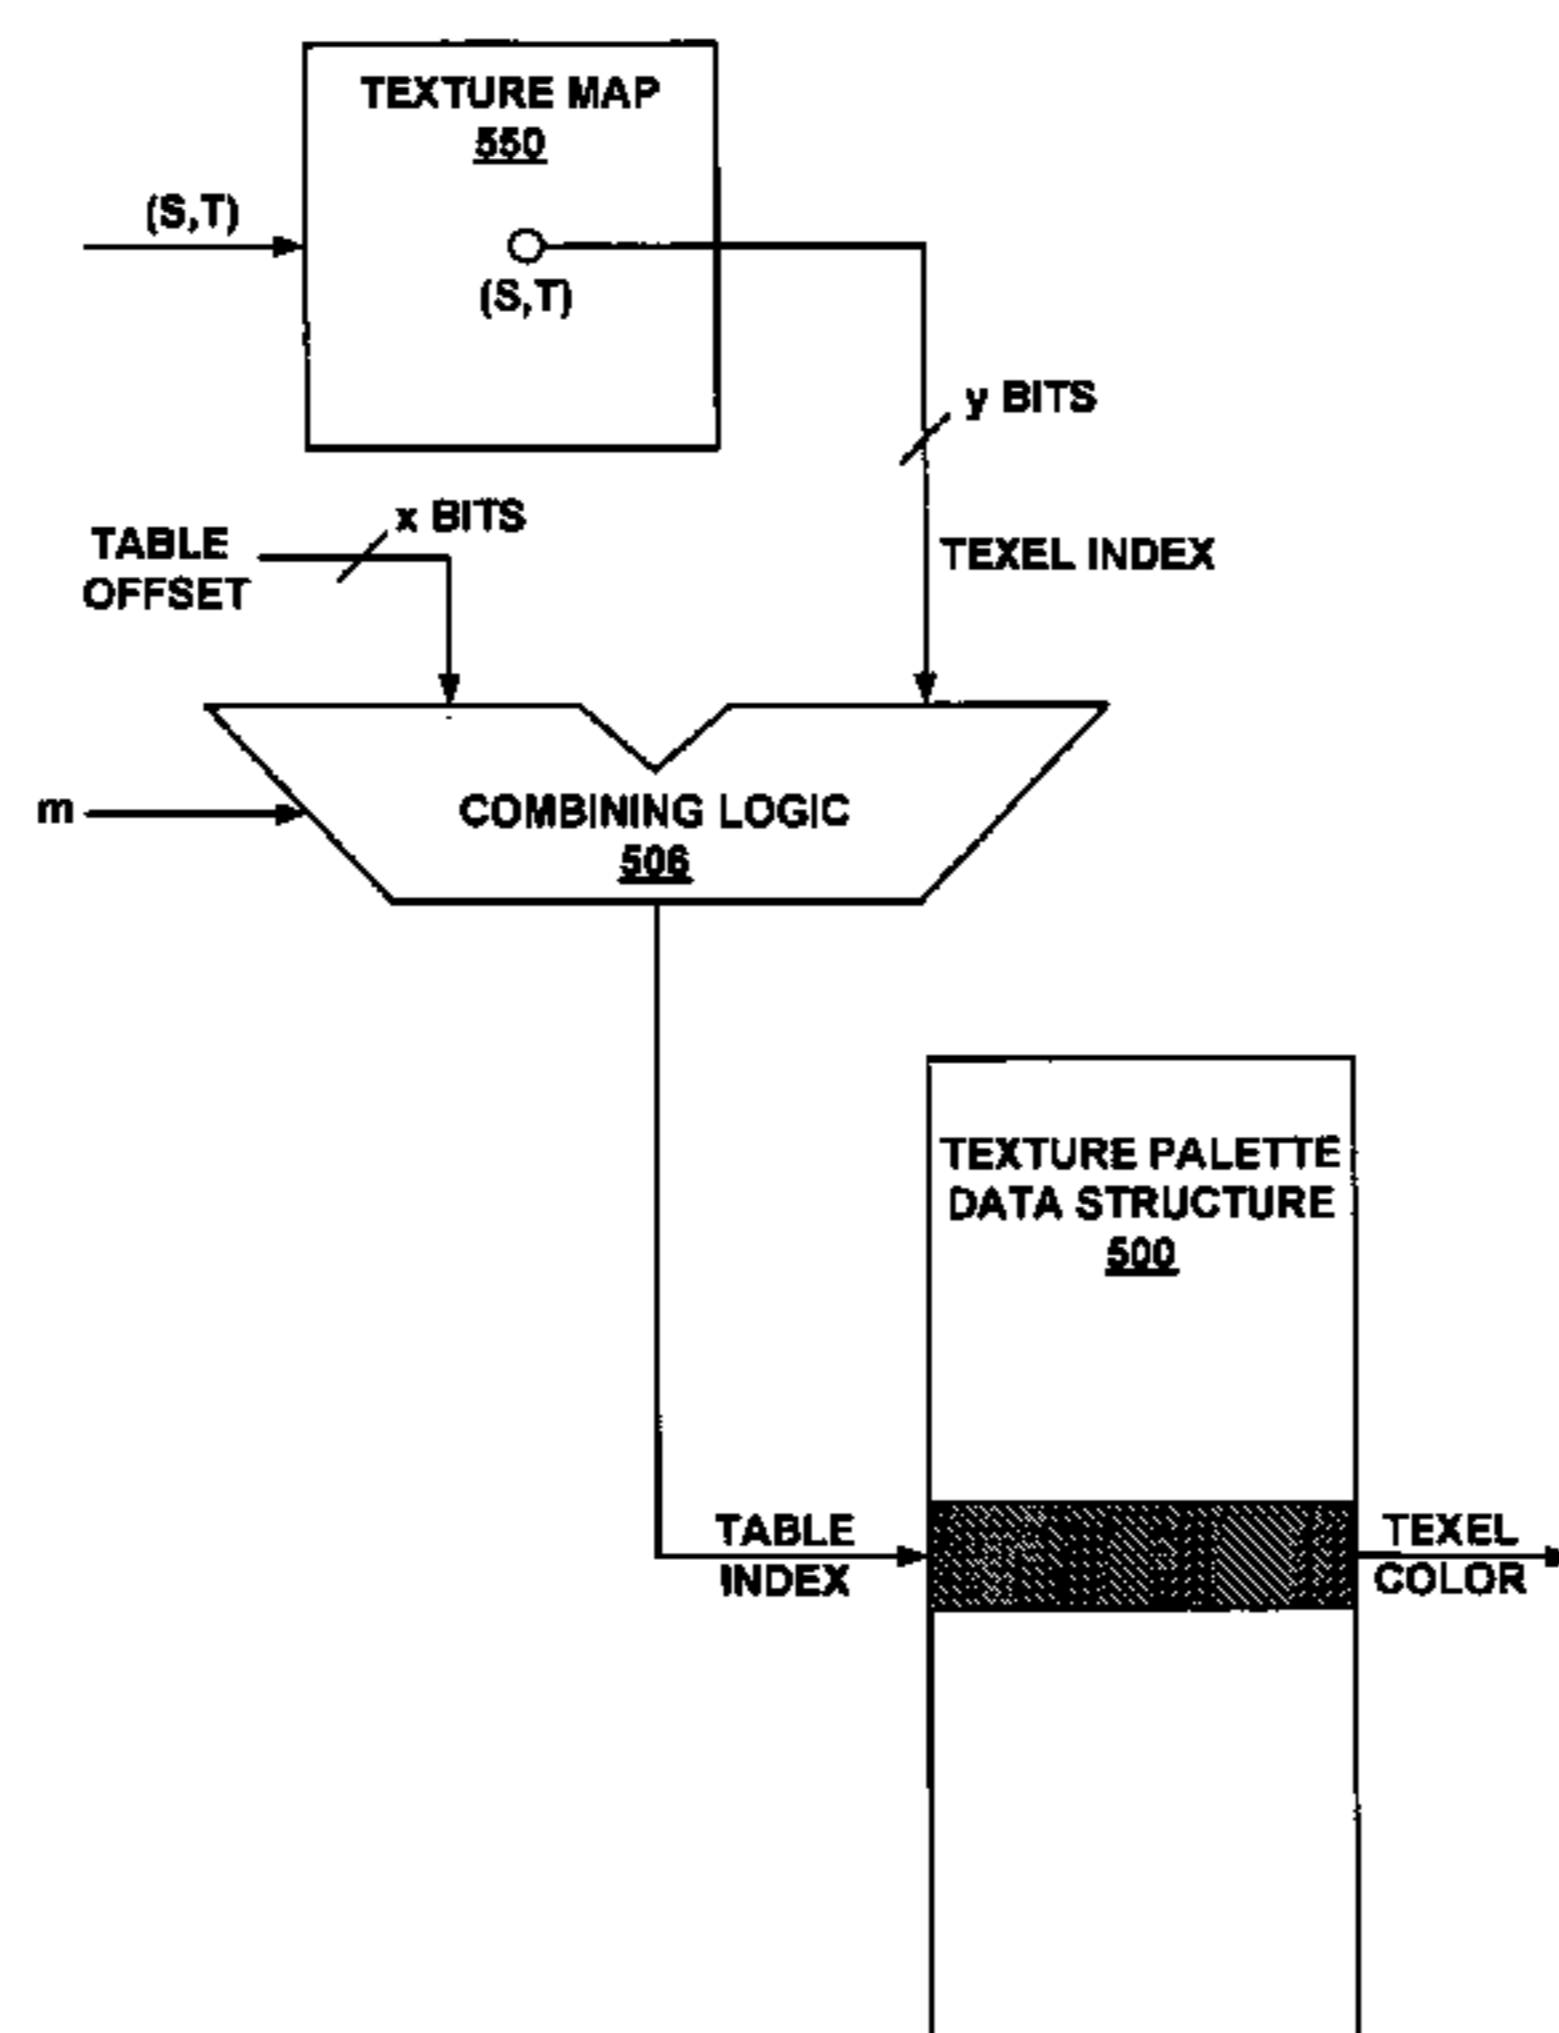 TEXTURE MAP
550
(S,T)
(S,T)
y BITS
x BITS
TABLE
OFFSET
TEXEL INDEX
m
COMBINING LOGIC
506
TEXTURE PALETTE
DATA STRUCTURE
500
TABLE
INDEX
TEXEL
COLOR